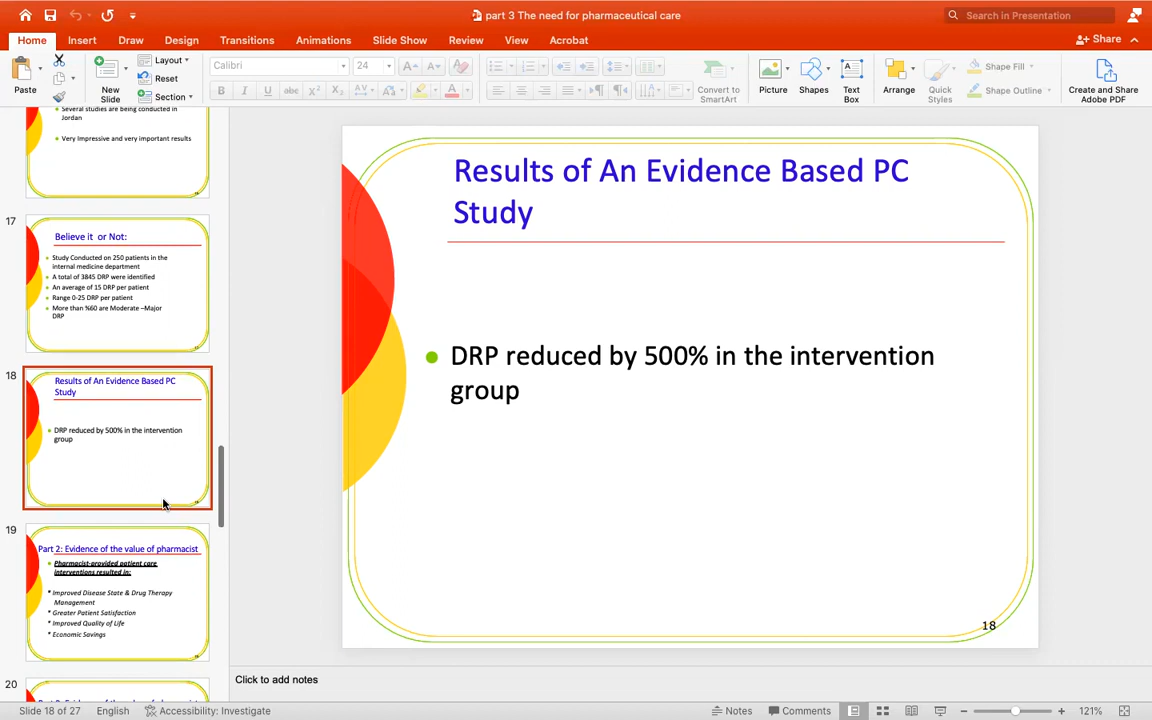 part 3 The need for pharmaceutical care
Search in Presentation
Home Insert Draw Design Transitions Animations Slide Show Review View Acrobat
Share
Paste
New Slide
Layout
Reset
Section
Calibri 24
Convert to SmartArt
Picture
Shapes
Text Box
Arrange
Quick Styles
Shape Fill
Shape Outline
Create and Share Adobe PDF
Several studies are being conducted in
Jordan
Very Impressive and very important results
17
Believe it or Not:
Study Conducted on 250 patients in the
internal medicine department
A total of 3845 DRP were identified
An average of 15 DRP per patient
Range 0-25 DRP per patient
More than %60 are Moderate –Major
DRP
18
Results of An Evidence Based PC
Study
DRP reduced by 500% in the intervention
group
19
Part 2: Evidence of the value of pharmacist
Pharmacist-provided patient care
interventions resulted in:
* Improved Disease State & Drug Therapy
Management
* Greater Patient Satisfaction
* Improved Quality of Life
* Economic Savings
20
Results of An Evidence Based PC
Study
• DRP reduced by 500% in the intervention
group
18
Click to add notes
Slide 18 of 27 English Accessibility: Investigate Notes Comments 121%